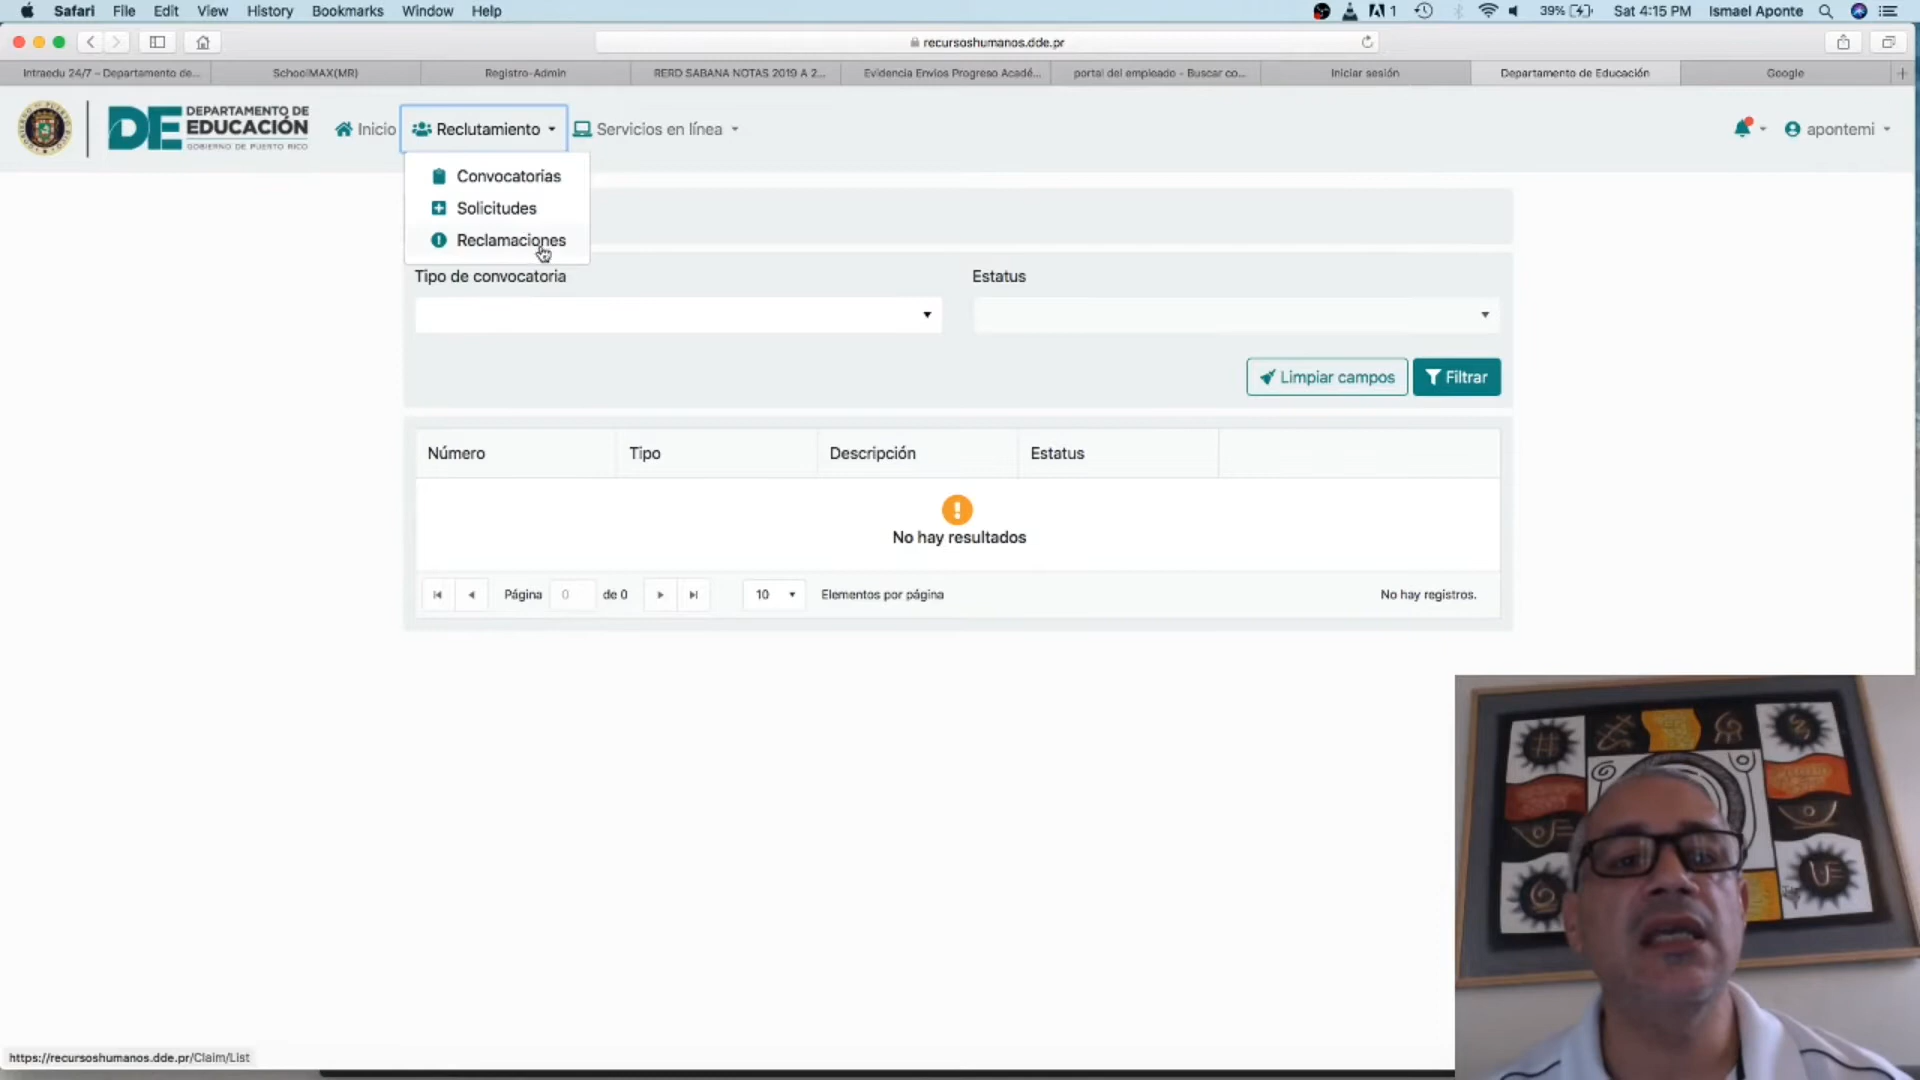 Safari File Edit View History Bookmarks Window Help
1 39% Sat 4:15 PM Ismael Aponte
recursoshumanos.dde.pr
Intraedu 24/7 – Departamento de...
SchoolMAX(MR)
Registro-Admin
RERD SABANA NOTAS 2019 A 2...
Evidencia Envios Progreso Acadé...
portal del empleado - Buscar co...
Iniciar sesión
Departamento de Educación
Google
DE DEPARTAMENTO DE
EDUCACIÓN
GOBIERNO DE PUERTO RICO
Inicio Reclutamiento Servicios en línea
apontemi
Convocatorias
Solicitudes
Reclamaciones
Tipo de convocatoria
Estatus
Limpiar campos Filtrar
Número Tipo Descripción Estatus
No hay resultados
Página 0 de 0 10 Elementos por página No hay registros.
https://recursoshumanos.dde.pr/Claim/List